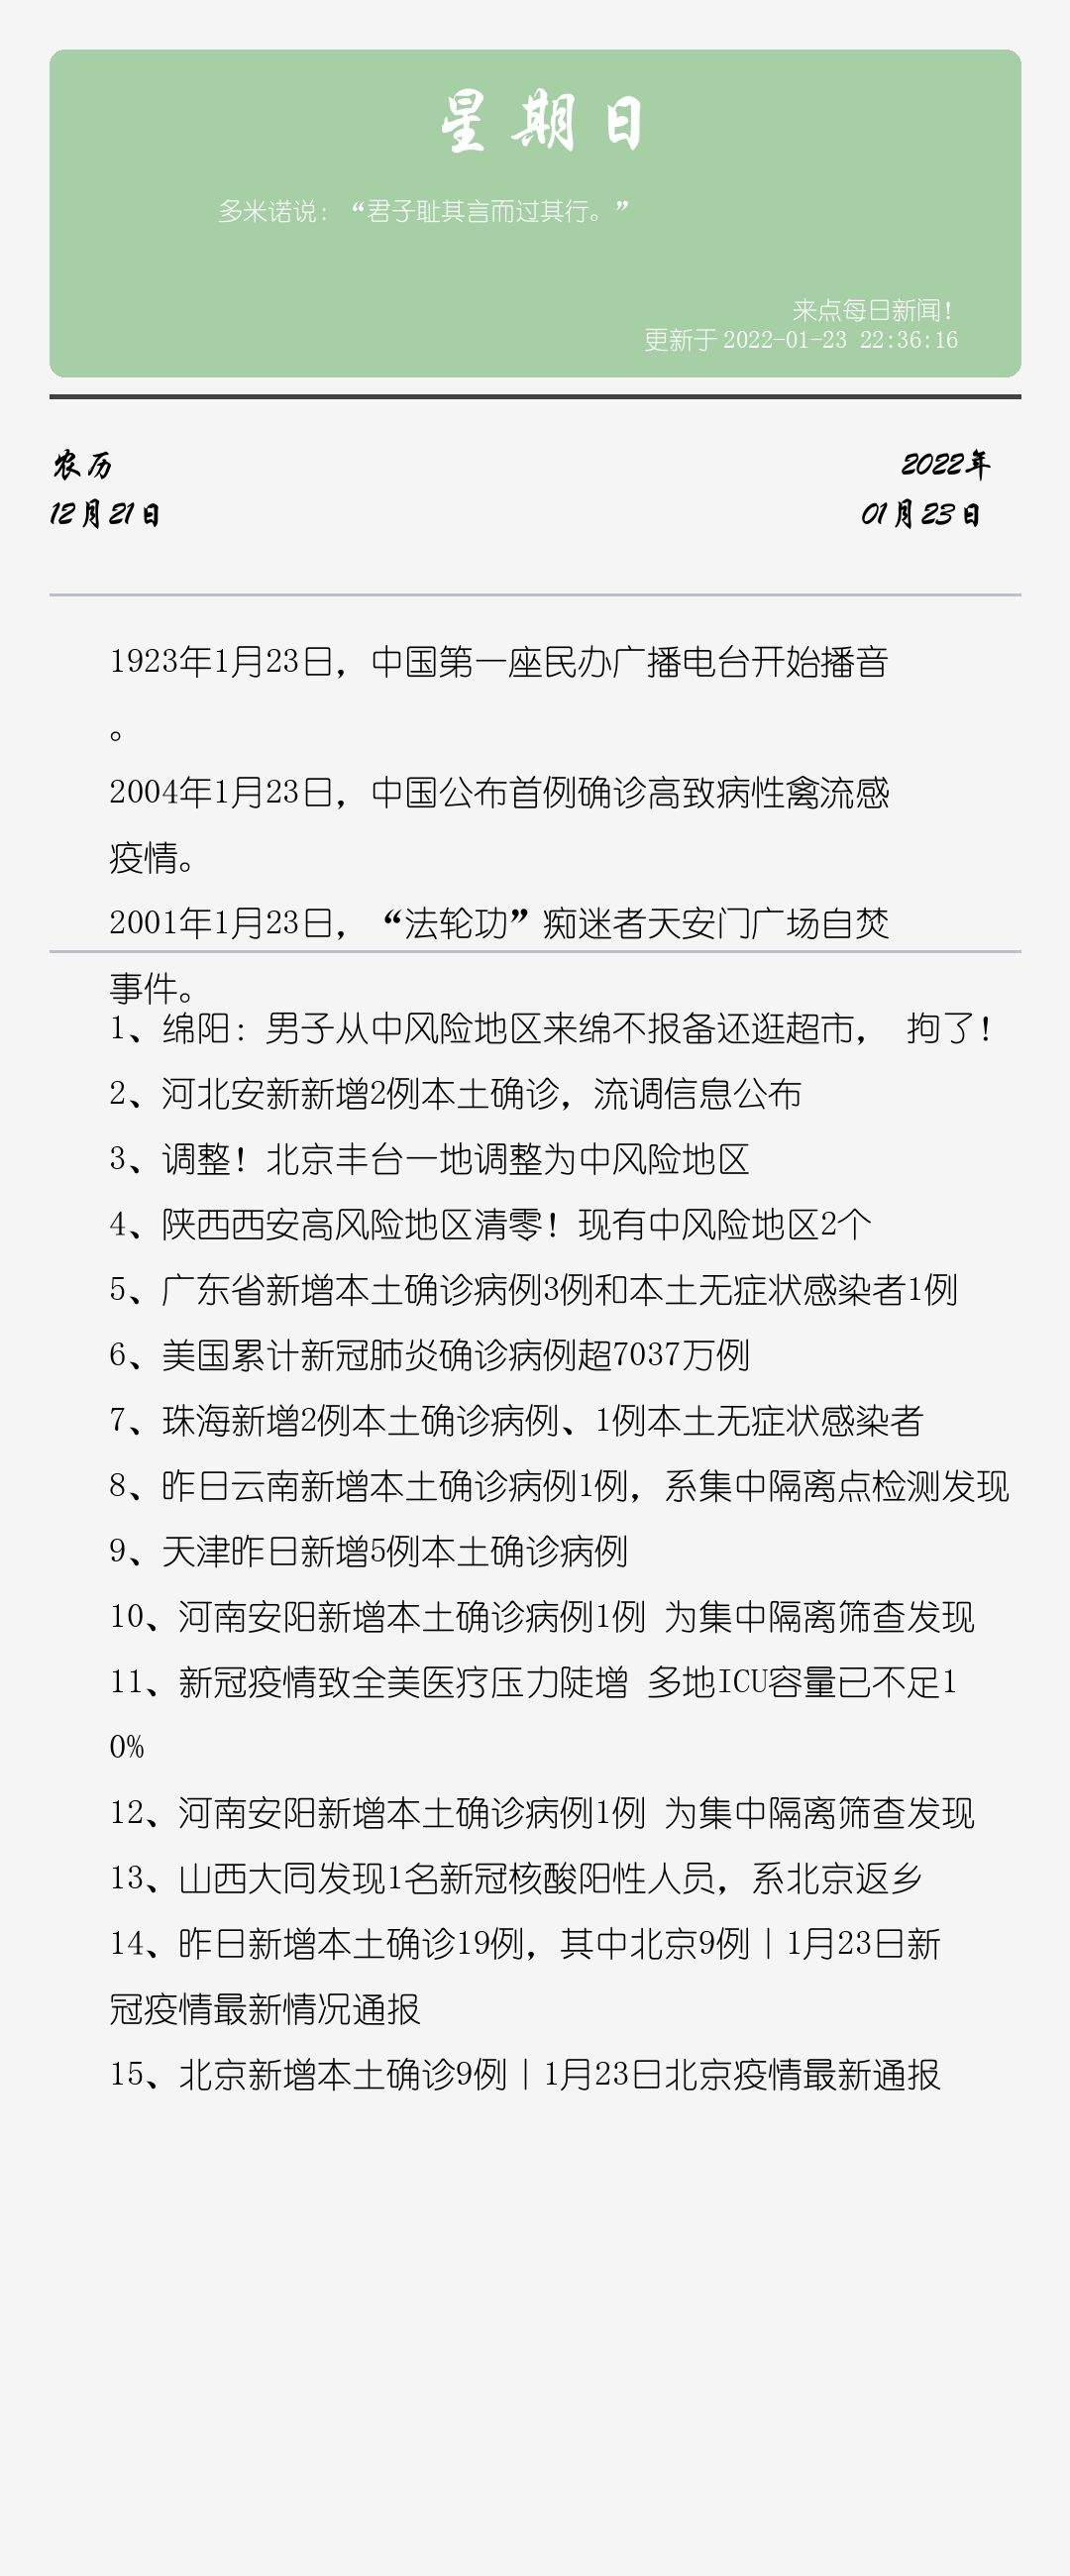 星期日
多米诺说：“君子耻其言而过其行。”
来点每日新闻！
更新于 2022-01-23 22:36:16
农历
2022年
12月21日
01月23日
1923年1月23日，中国第一座民办广播电台开始播音
。
2004年1月23日，中国公布首例确诊高致病性禽流感
疫情。
2001年1月23日，“法轮功”痴迷者天安门广场自焚
事件。
1、绵阳：男子从中风险地区来绵不报备还逛超市， 拘了！
2、河北安新新增2例本土确诊，流调信息公布
3、调整！北京丰台一地调整为中风险地区
4、陕西西安高风险地区清零！现有中风险地区2个
5、广东省新增本土确诊病例3例和本土无症状感染者1例
6、美国累计新冠肺炎确诊病例超7037万例
7、珠海新增2例本土确诊病例、1例本土无症状感染者
8、昨日云南新增本土确诊病例1例，系集中隔离点检测发现
9、天津昨日新增5例本土确诊病例
10、河南安阳新增本土确诊病例1例 为集中隔离筛查发现
11、新冠疫情致全美医疗压力陡增 多地ICU容量已不足1
0%
12、河南安阳新增本土确诊病例1例 为集中隔离筛查发现
13、山西大同发现1名新冠核酸阳性人员，系北京返乡
14、昨日新增本土确诊19例，其中北京9例丨1月23日新
冠疫情最新情况通报
15、北京新增本土确诊9例丨1月23日北京疫情最新通报